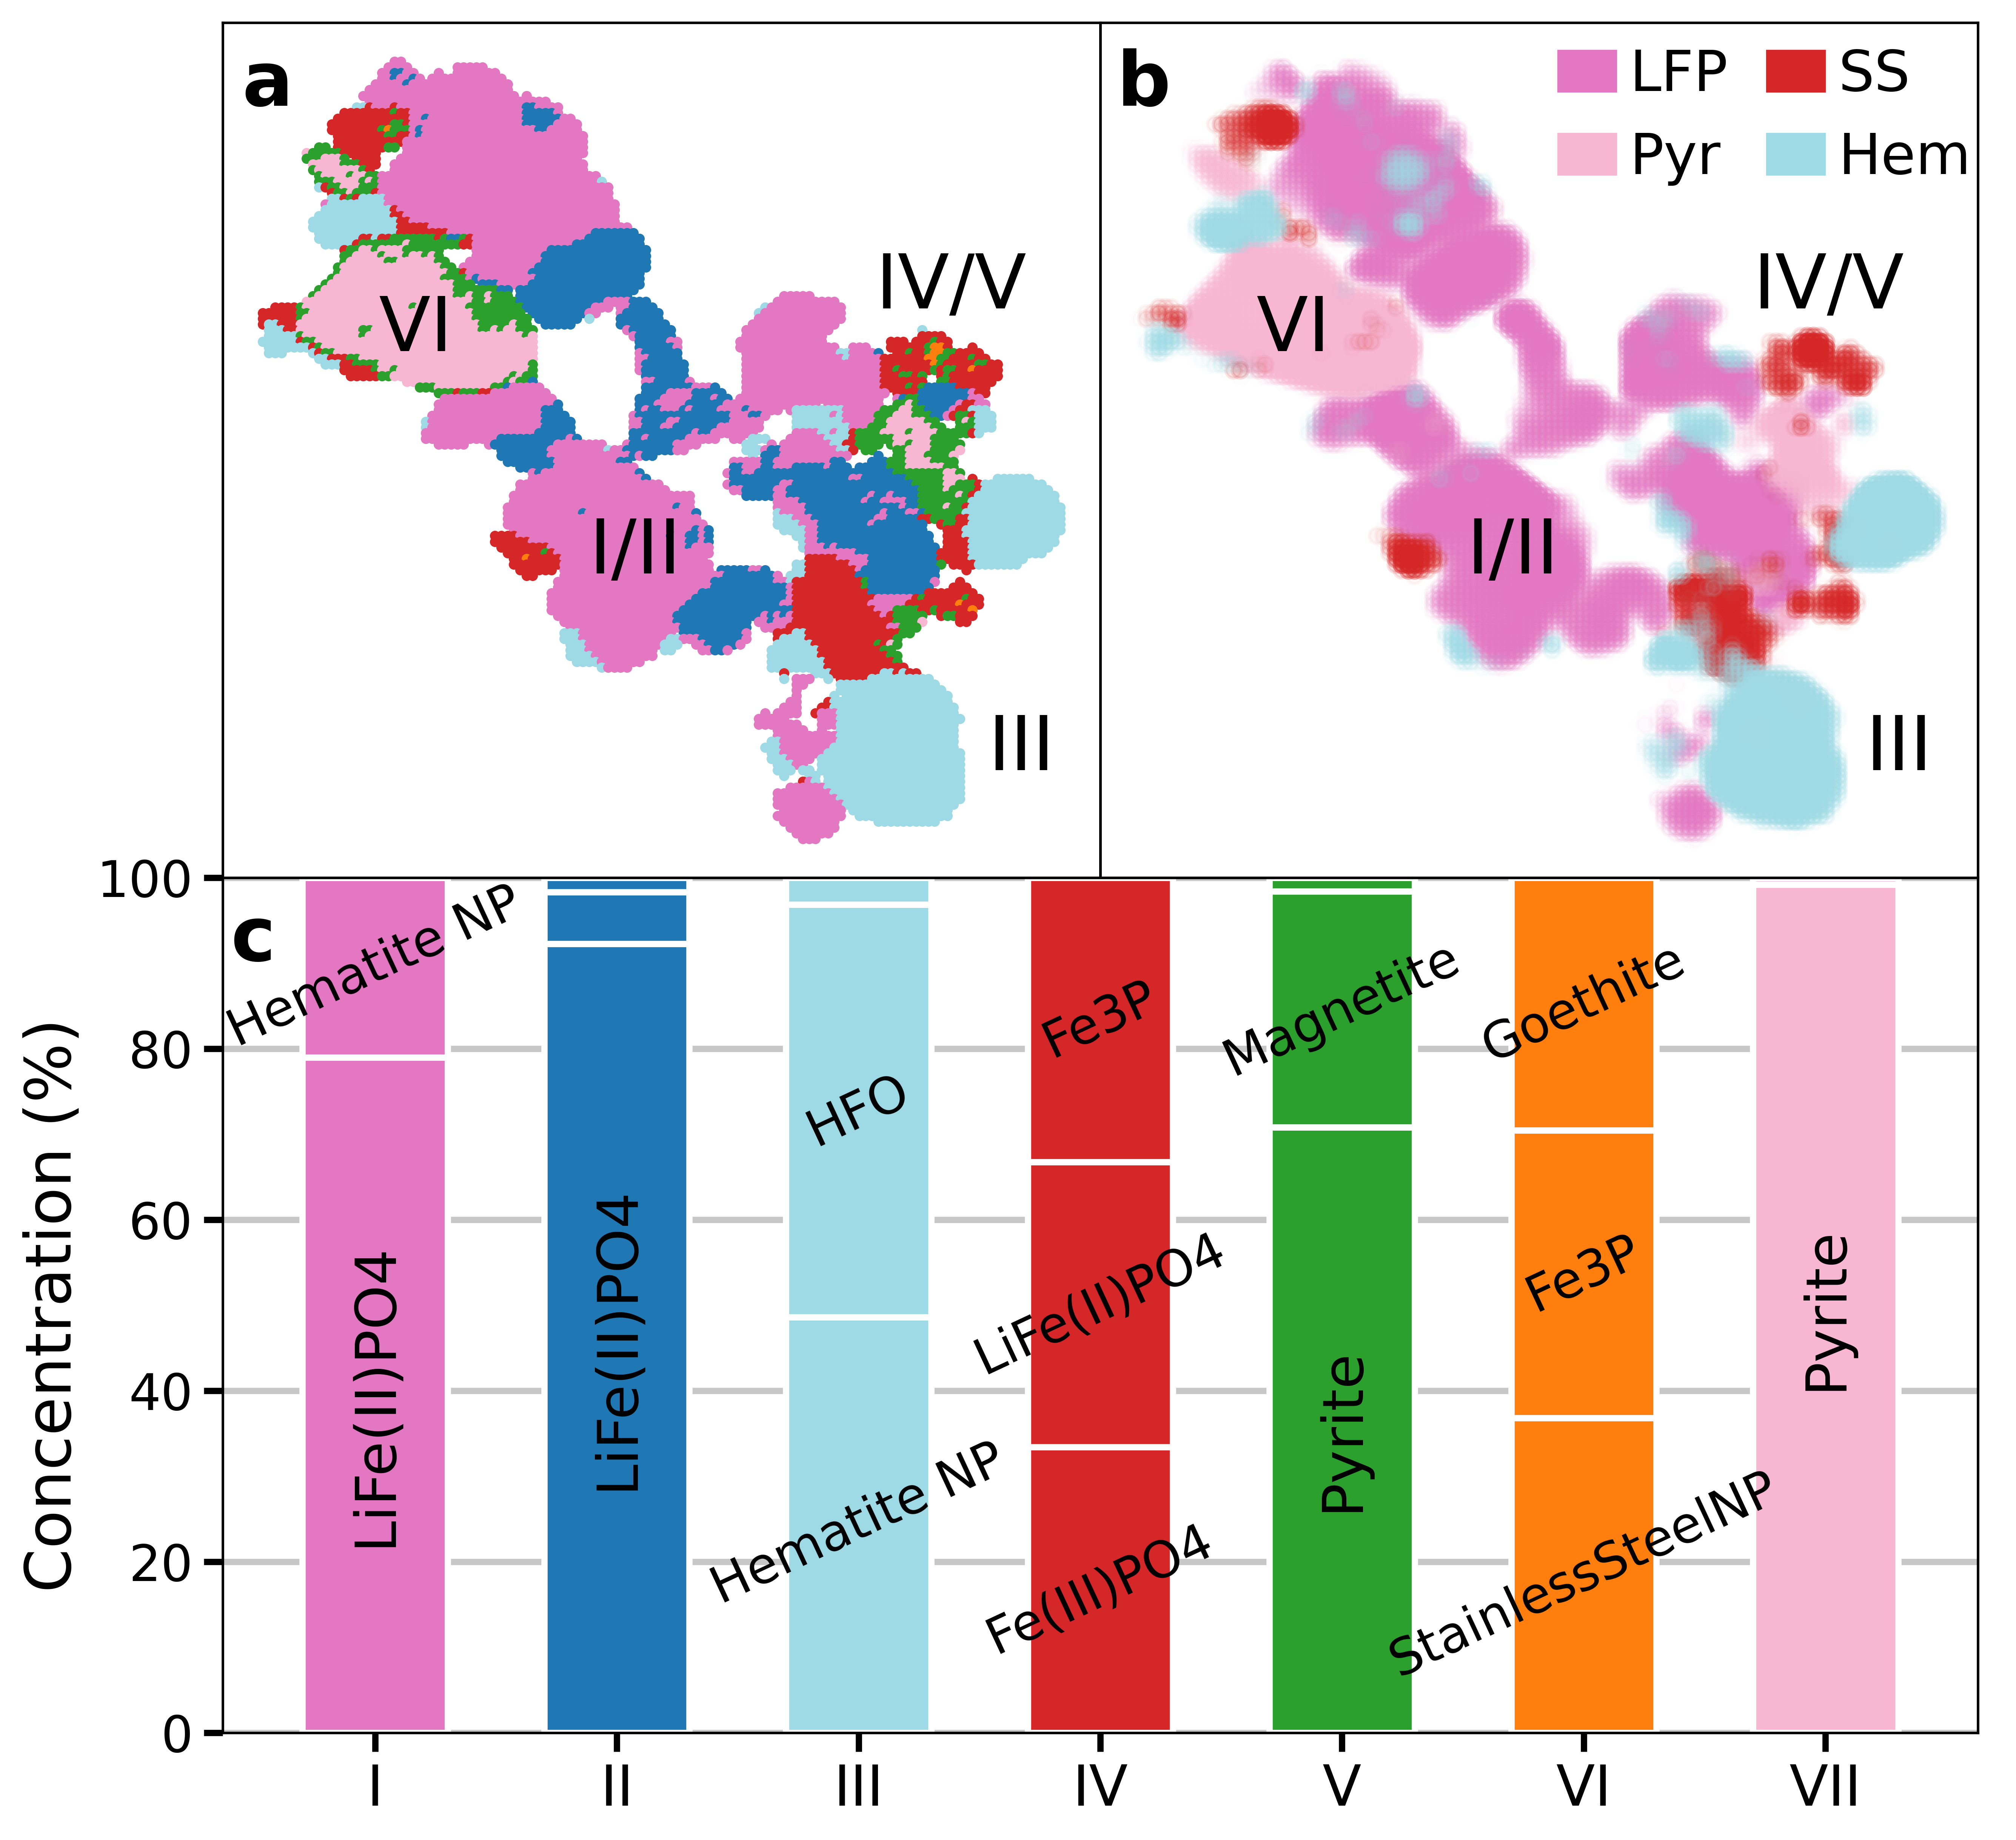 a
b
LFP
SS
Pyr
Hem
IV/V
IV/V
VI
VI
I/II
I/II
III
III
c
Concentration (%)
100
80
60
40
20
0
Hematite NP
LiFe(II)PO4
LiFe(II)PO4
HFO
Hematite NP
Fe3P
LiFe(II)PO4
Fe(III)PO4
Magnetite
Pyrite
Goethite
Fe3P
StainlessSteelNP
Pyrite
I
II
III
IV
V
VI
VII